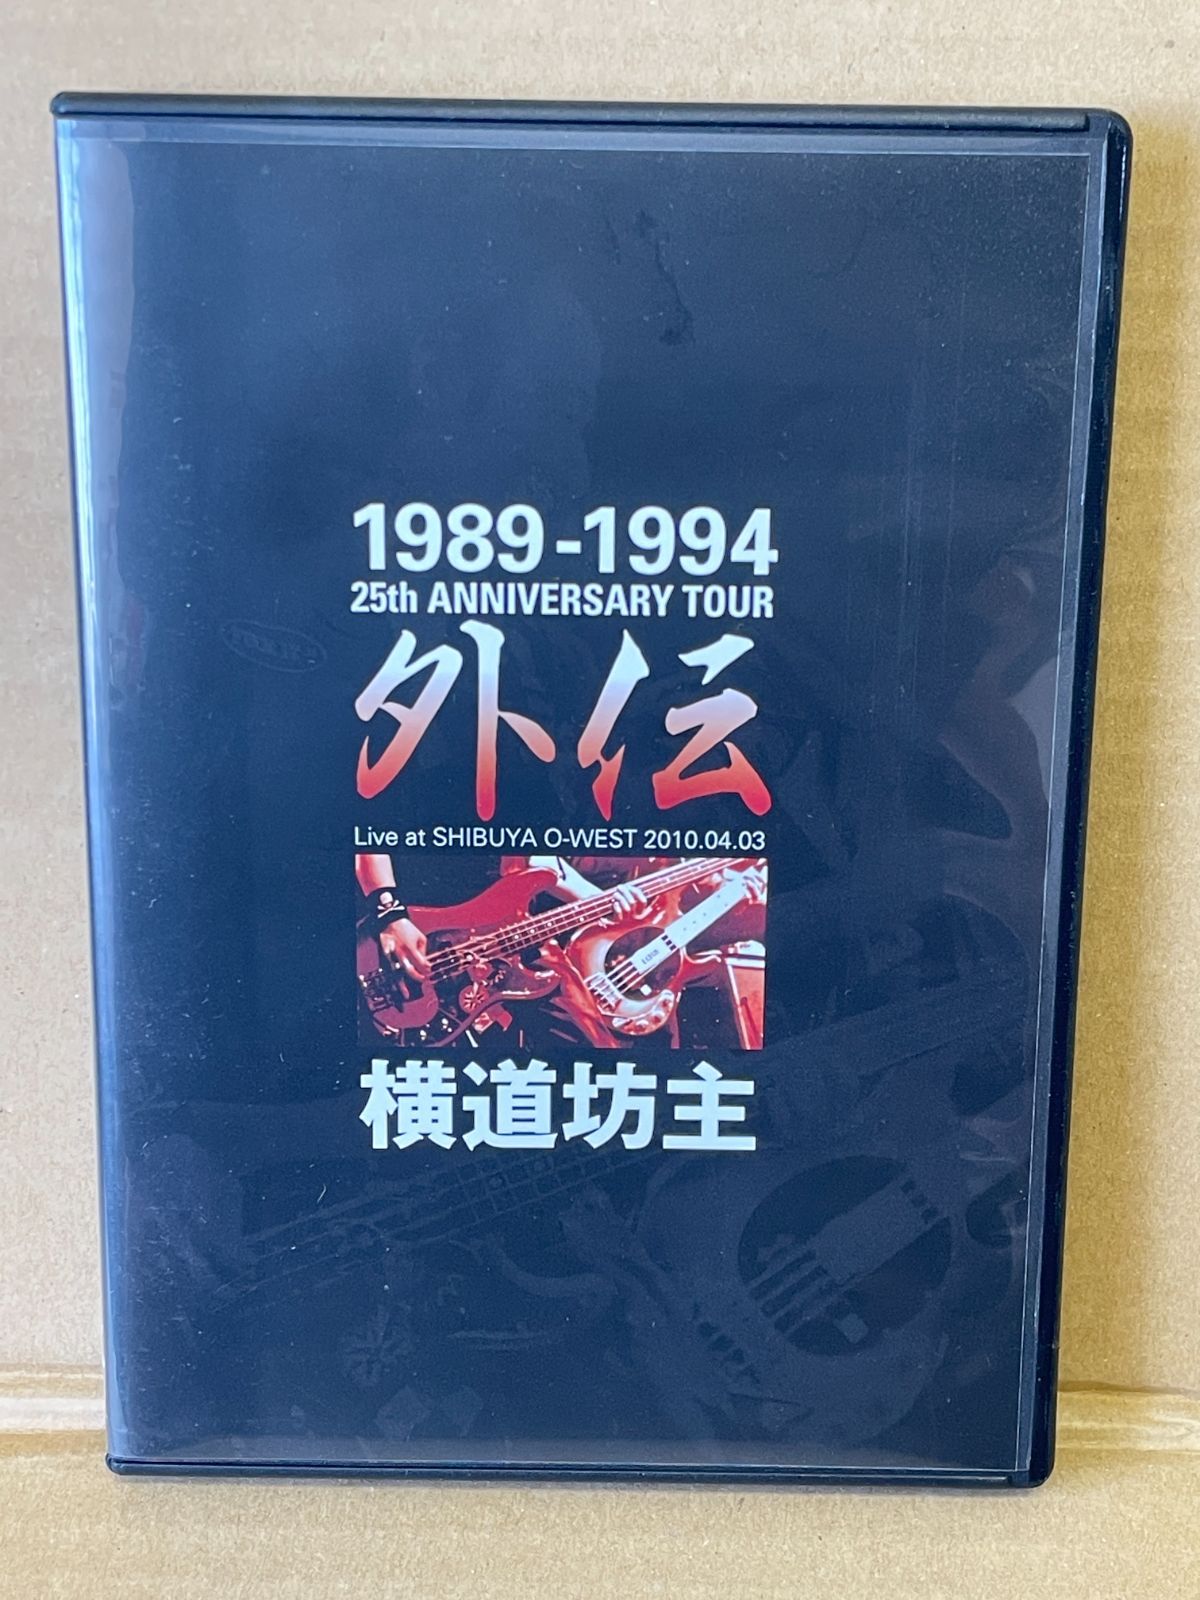 1989-1994
25th ANNIVERSARY TOUR
外伝
Live at SHIBUYA O-WEST 2010.04.03
横道坊主